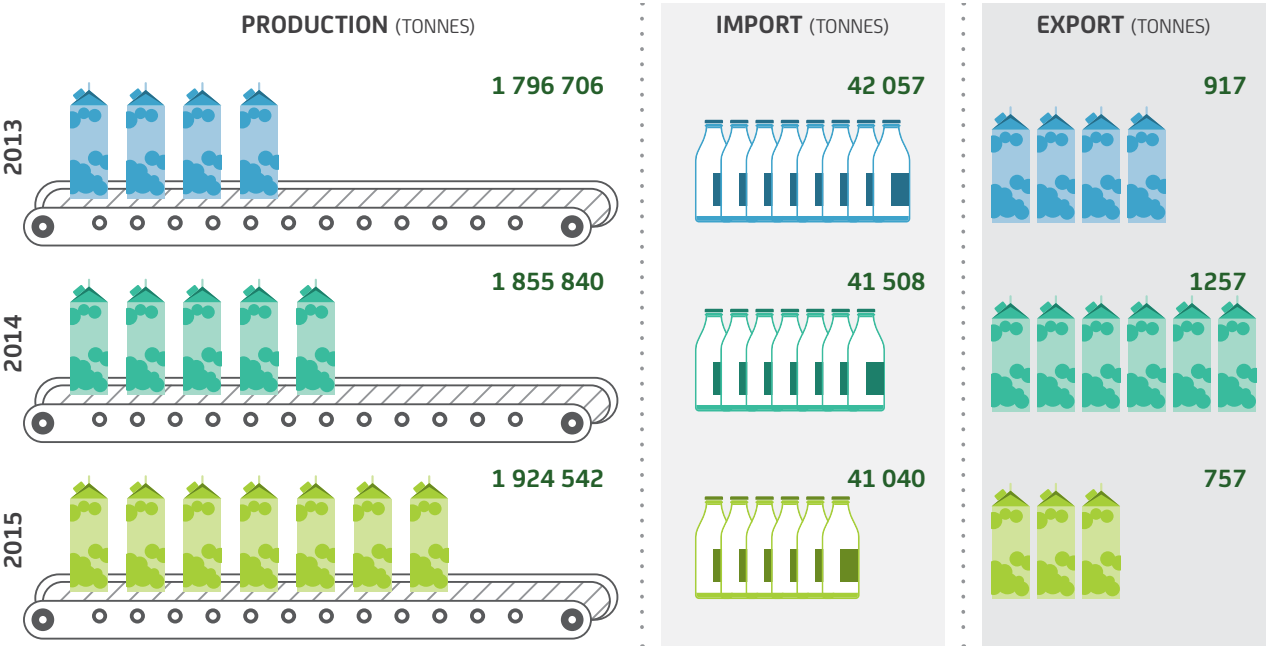 PRODUCTION (TONNES)
IMPORT (TONNES)
EXPORT (TONNES)
2013
1 796 706
42 057
917
2014
1 855 840
41 508
1257
2015
1 924 542
41 040
757